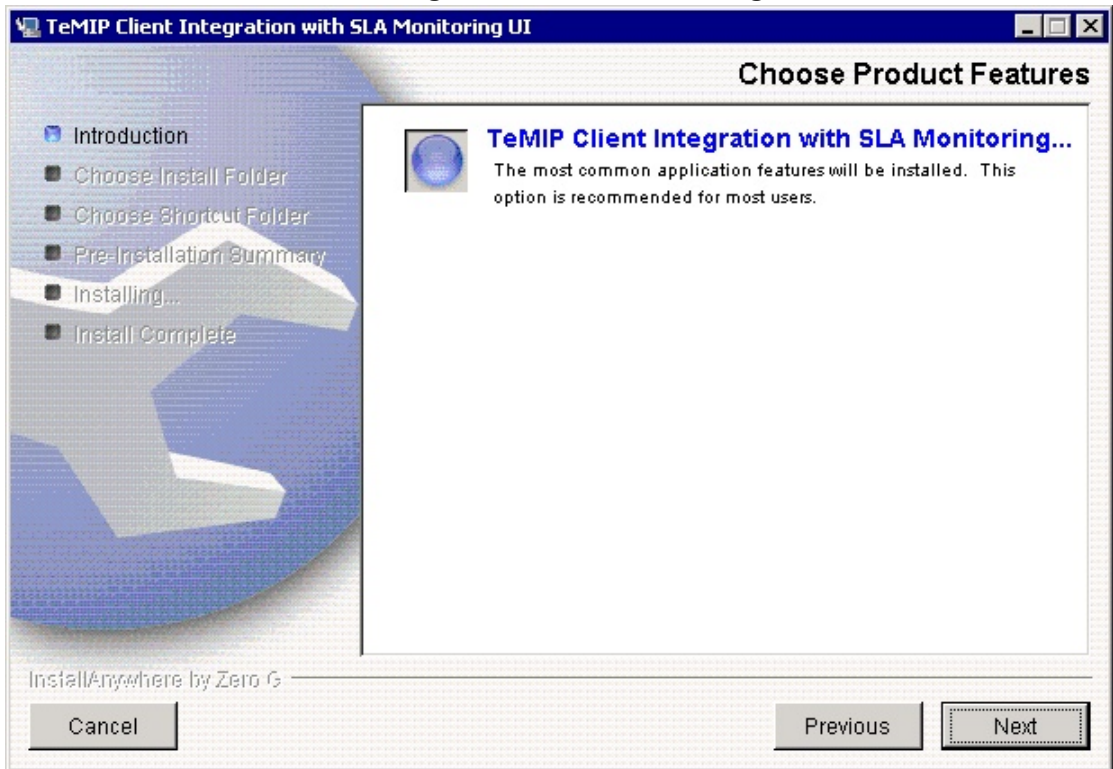 TeMIP Client Integration with SLA Monitoring UI
Choose Product Features
Introduction
Choose Install Folder
Choose Shortcut Folder
Pre-Installation Summary
Installing...
Install Complete
TeMIP Client Integration with SLA Monitoring...
The most common application features will be installed. This
option is recommended for most users.
InstallAnywhere by Zero G
Cancel
Previous
Next